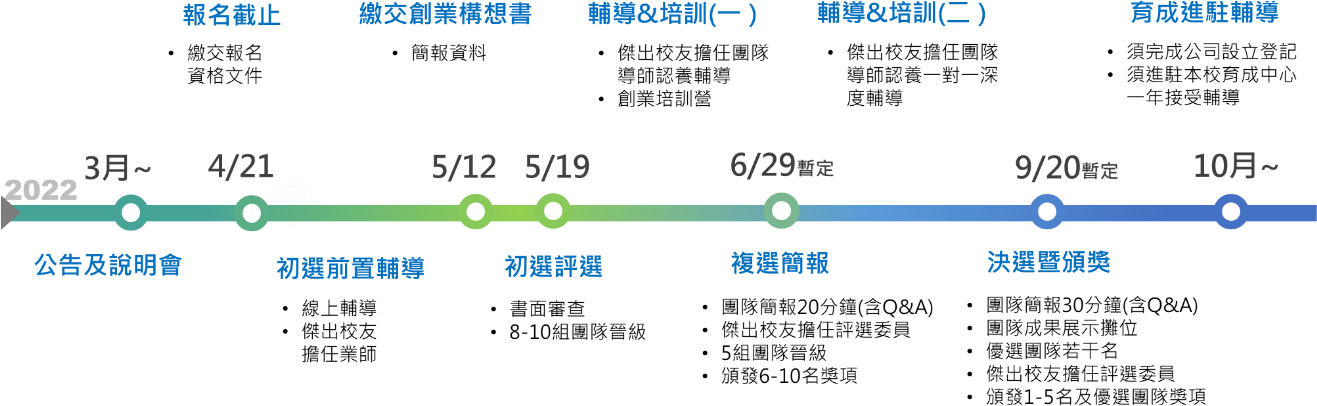 報名截止
• 繳交報名
資格文件
繳交創業構想書
• 簡報資料
輔導&培訓(一)
• 傑出校友擔任團隊
導師認養輔導
• 創業培訓營
輔導&培訓(二)
• 傑出校友擔任團隊
導師認養一對一深
度輔導
育成進駐輔導
• 須完成公司設立登記
• 須進駐本校育成中心
一年接受輔導
2022
3月~
4/21
5/12
5/19
6/29暫定
9/20暫定
10月~
公告及說明會
初選前置輔導
• 線上輔導
• 傑出校友
擔任業師
初選評選
• 書面審查
• 8-10組團隊晉級
複選簡報
• 團隊簡報20分鐘(含Q&A)
• 傑出校友擔任評選委員
• 5組團隊晉級
• 頒發6-10名獎項
決選暨頒獎
• 團隊簡報30分鐘(含Q&A)
• 團隊成果展示攤位
• 優選團隊若干名
• 傑出校友擔任評選委員
• 頒發1-5名及優選團隊獎項